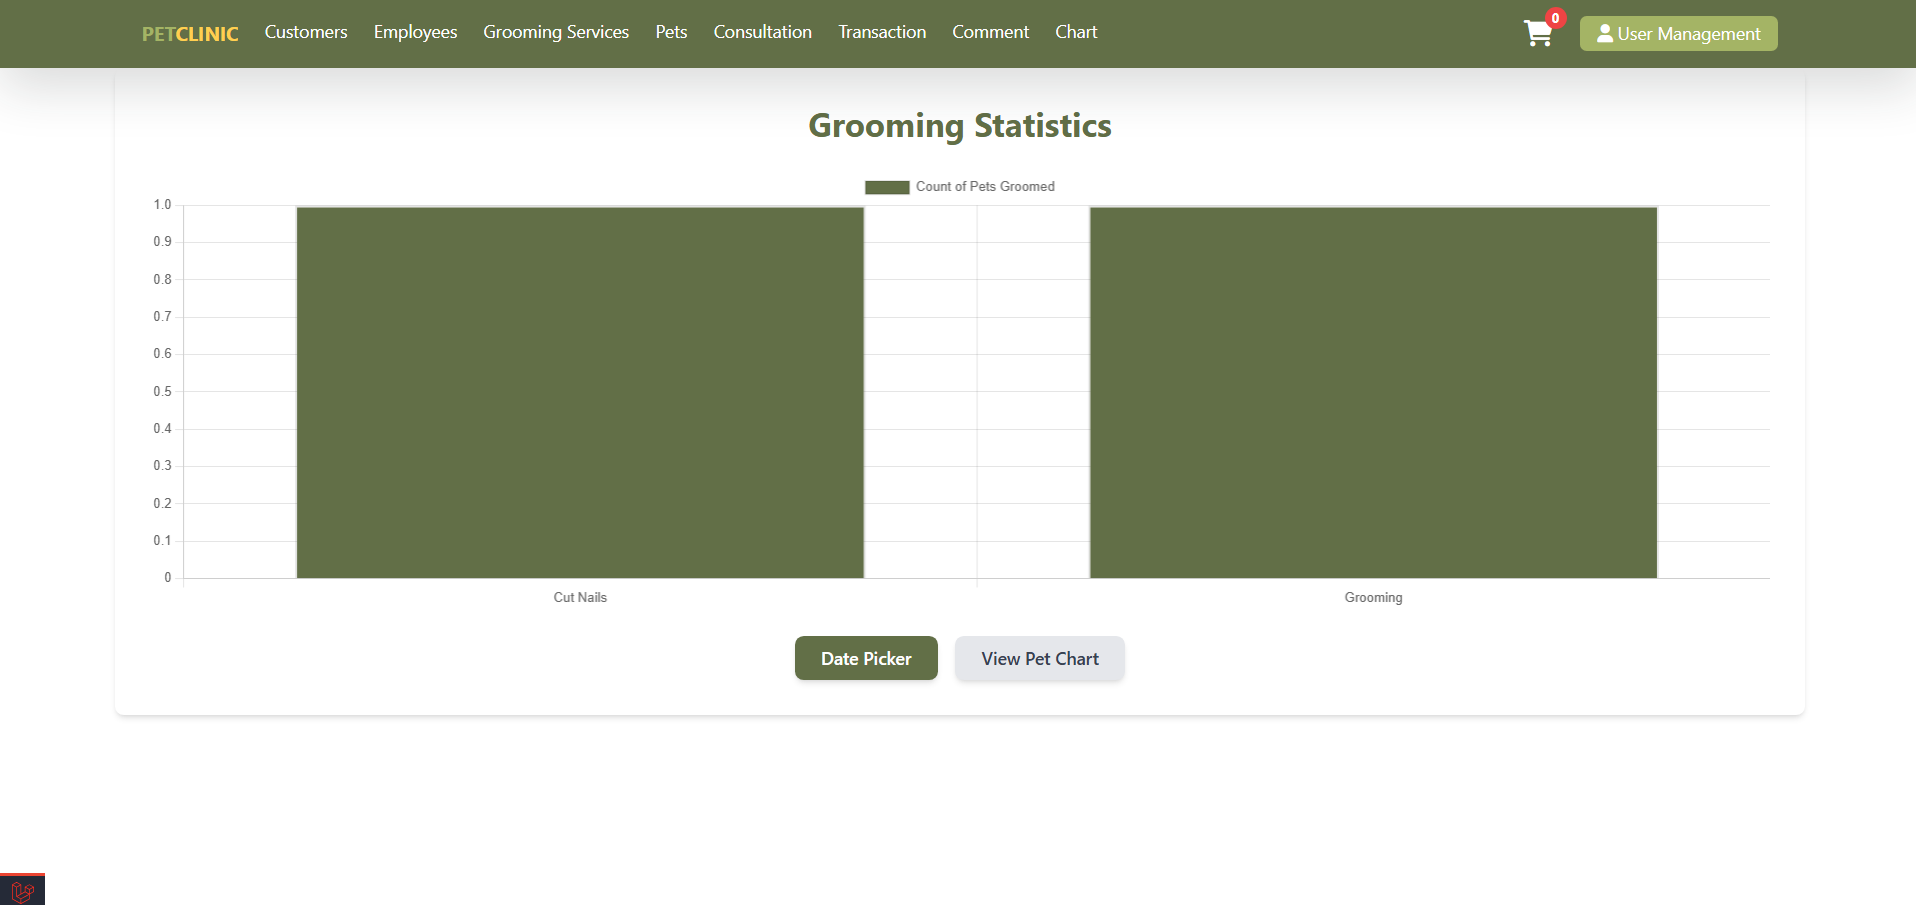 PETCLINIC Customers Employees Grooming Services Pets Consultation Transaction Comment Chart 0 User Management
Grooming Statistics
Count of Pets Groomed
1.0
0.9
0.8
0.7
0.6
0.5
0.4
0.3
0.2
0.1
0
Cut Nails Grooming
Date Picker View Pet Chart